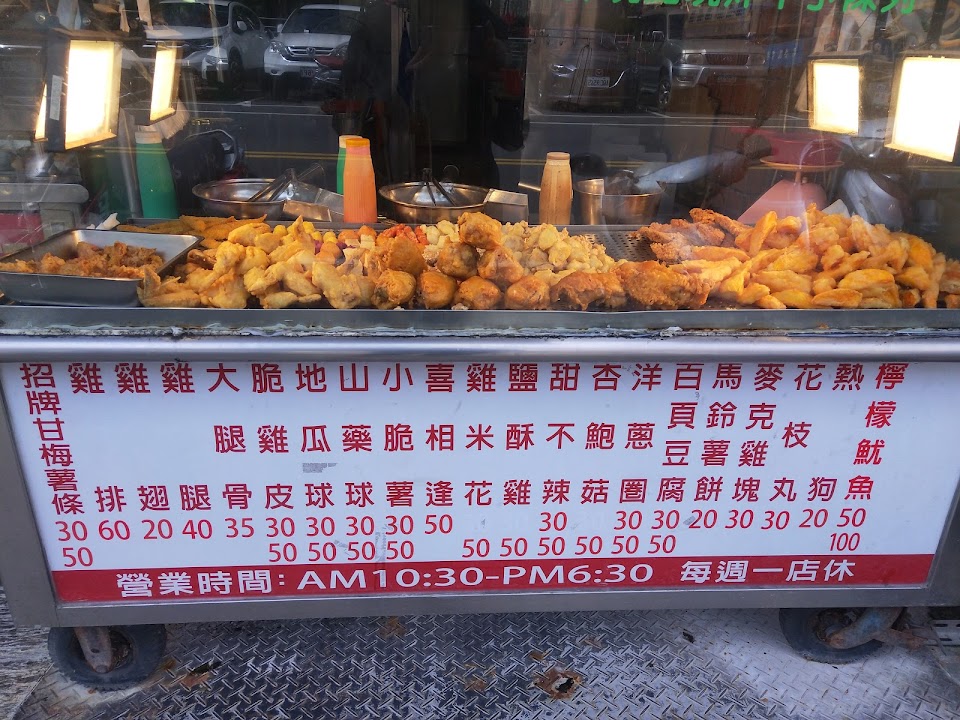 招牌甘梅薯條 30 50
雞排 60
雞翅 20
雞腿 40
大腿骨 35
脆雞皮 30 50
地瓜球 30 50
山藥球 30 50
小脆薯 30 50
喜相逢 50
雞米花 50
鹽酥雞 50
甜不辣 30 50
杏鮑菇 50
洋蔥圈 30 50
百頁豆腐 30 50
馬鈴薯餅 20
麥克雞塊 30
花枝丸 30
熱狗 20
檸檬魷魚 50 100
營業時間：AM10:30-PM6:30 每週一店休